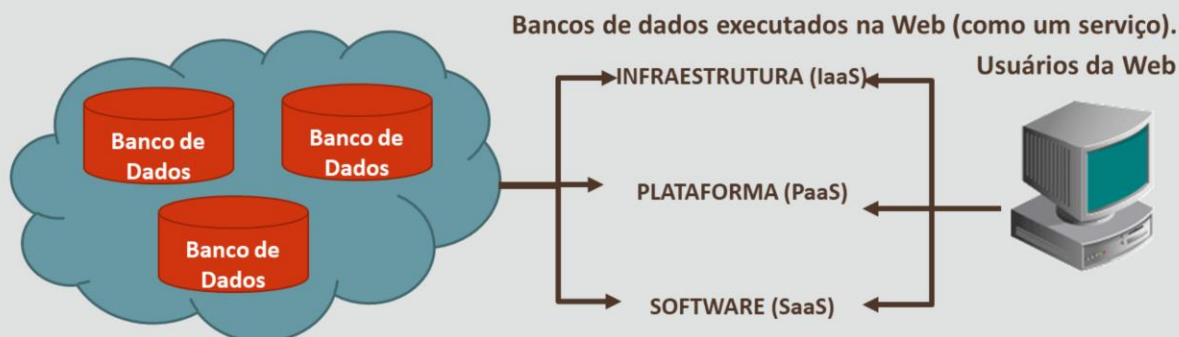 Bancos de dados executados na Web (como um serviço).
Usuários da Web
INFRAESTRUTURA (IaaS)
Banco de
Dados
Banco de
Dados
PLATAFORMA (PaaS)
Banco de
Dados
SOFTWARE (SaaS)